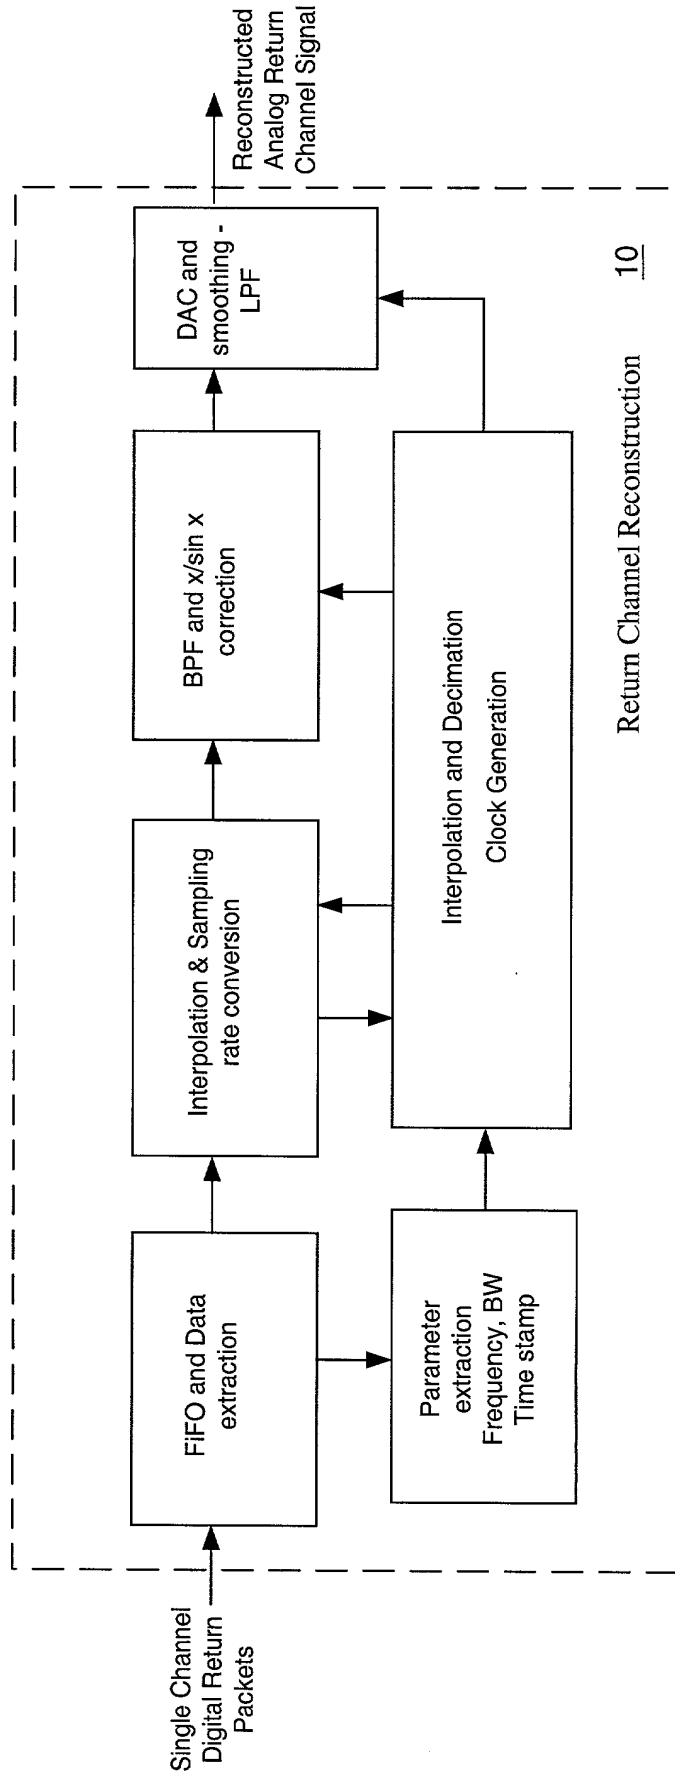 Single Channel
Digital Return
Packets
FiFO and Data
extraction
Interpolation & Sampling
rate conversion
BPF and x/sin x
correction
DAC and
smoothing -
LPF
Reconstructed
Analog Return
Channel Signal
Parameter
extraction
Frequency, BW
Time stamp
Interpolation and Decimation
Clock Generation
Return Channel Reconstruction
10